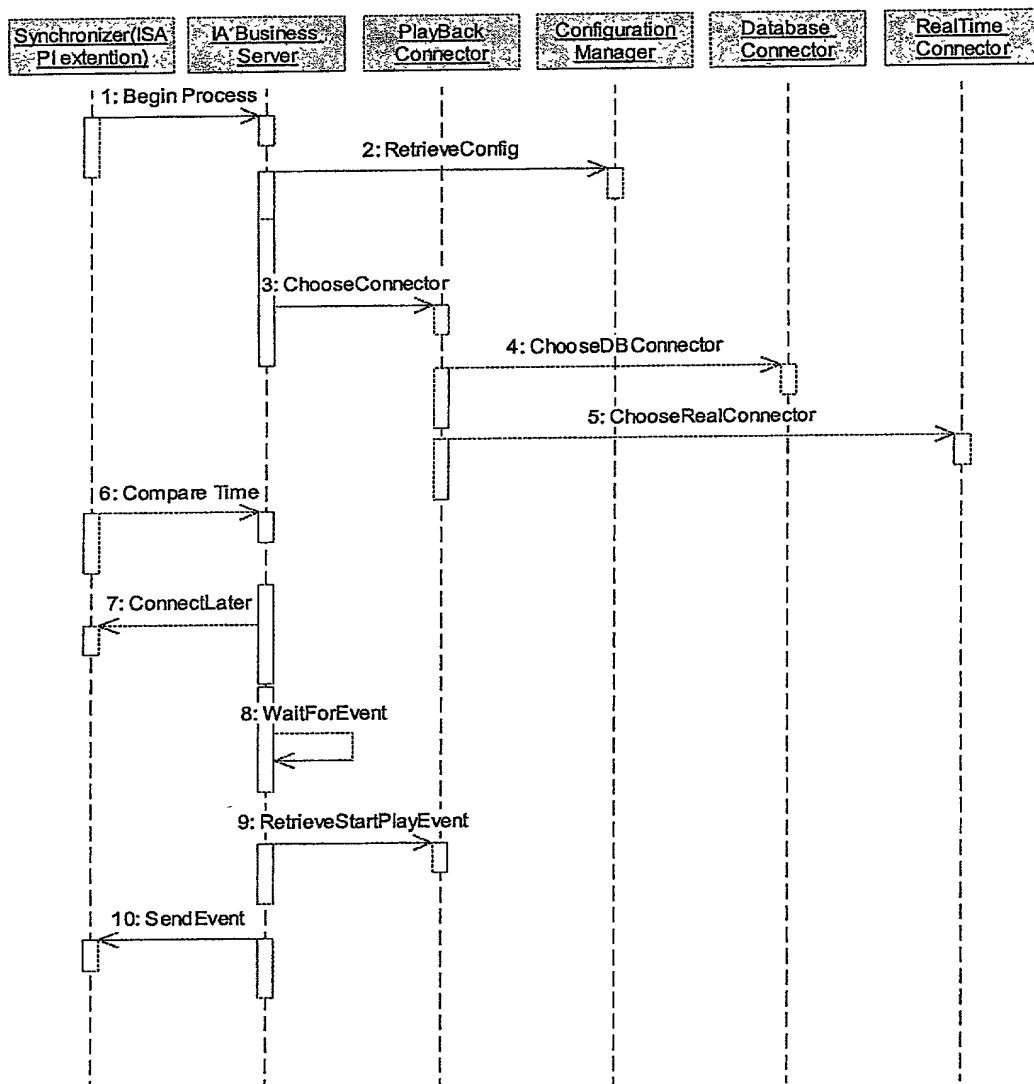 Synchronizer(ISA
PI extention)
IA Business
Server
PlayBack
Connector
Configuration
Manager
Database
Connector
RealTime
Connector
1: Begin Process
2: RetrieveConfig
3: ChooseConnector
4: ChooseDBConnector
5: ChooseRealConnector
6: Compare Time
7: ConnectLater
8: WaitForEvent
9: RetrieveStartPlayEvent
10: SendEvent